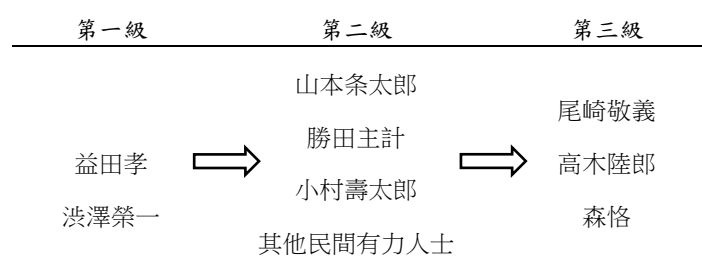 第一級 第二級 第三級
益田孝
渋澤榮一
山本条太郎
勝田主計
小村壽太郎
其他民間有力人士
尾崎敬義
高木陸郎
森恪